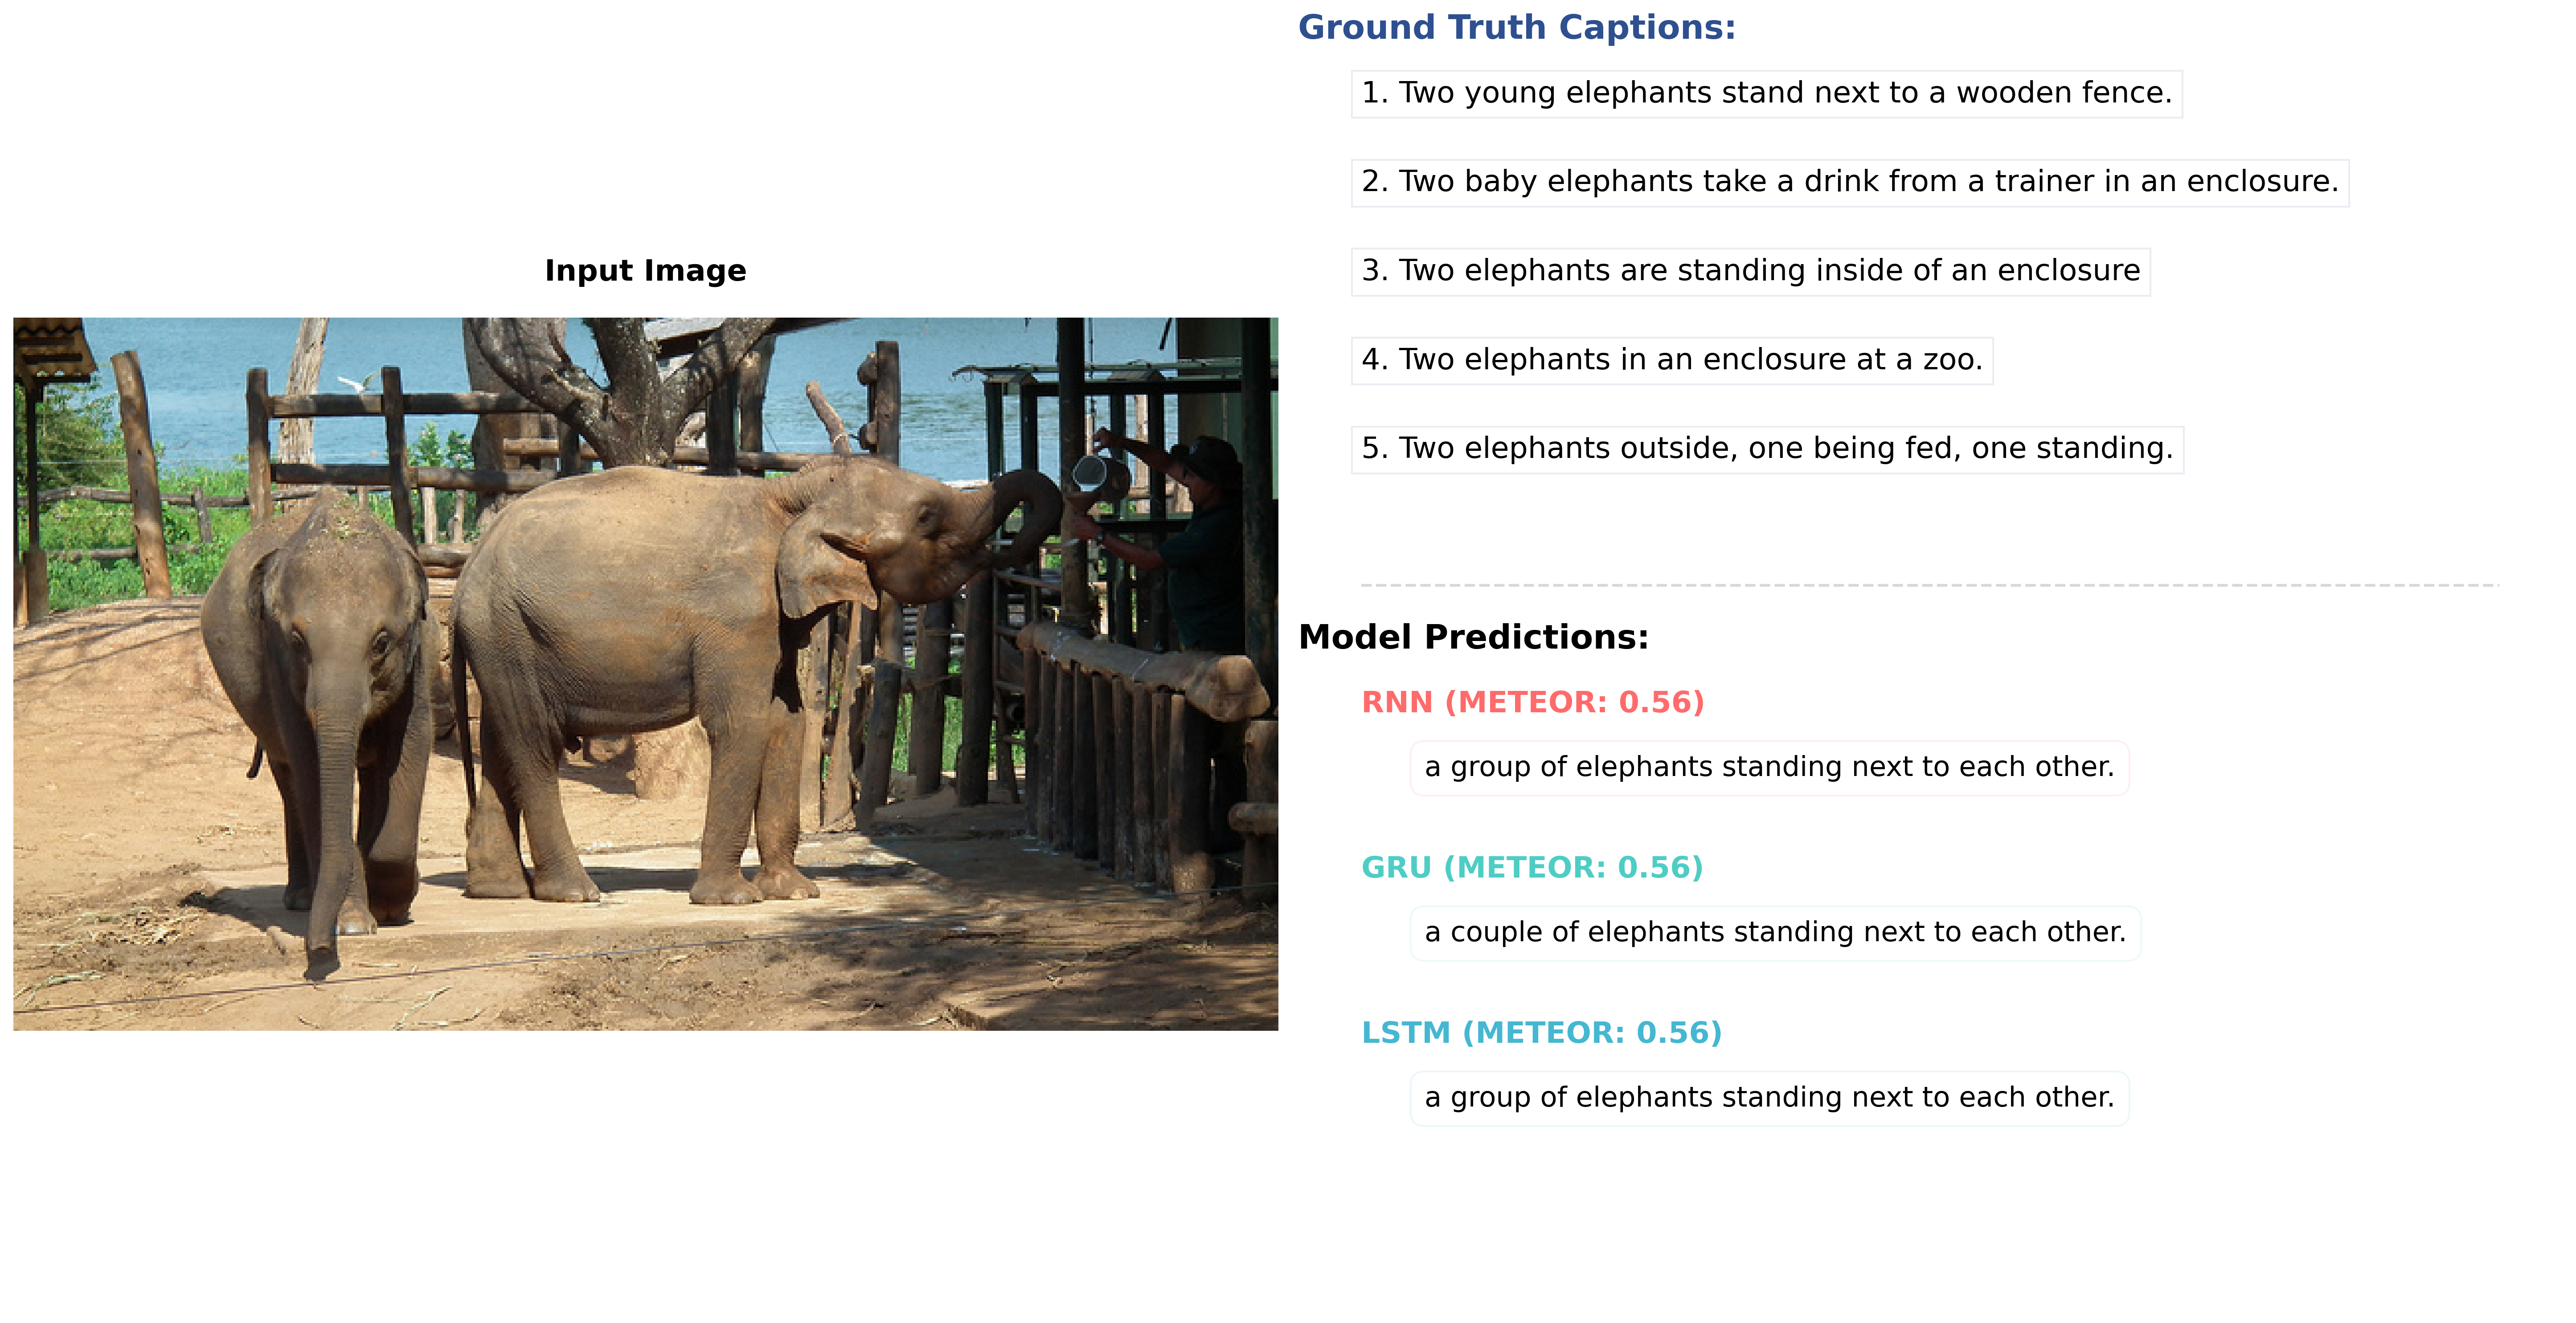 Ground Truth Captions:
1. Two young elephants stand next to a wooden fence.
2. Two baby elephants take a drink from a trainer in an enclosure.
3. Two elephants are standing inside of an enclosure
4. Two elephants in an enclosure at a zoo.
5. Two elephants outside, one being fed, one standing.
Input Image
Model Predictions:
RNN (METEOR: 0.56)
a group of elephants standing next to each other.
GRU (METEOR: 0.56)
a couple of elephants standing next to each other.
LSTM (METEOR: 0.56)
a group of elephants standing next to each other.